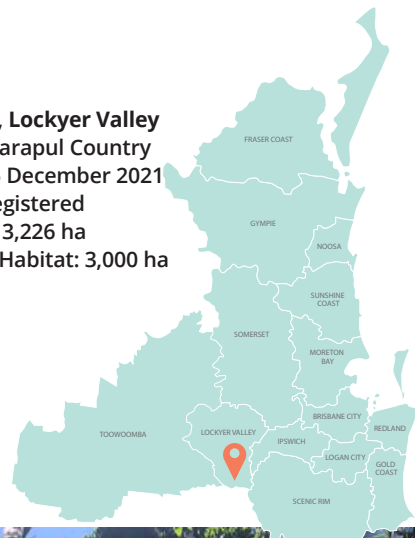 , Lockyer Valley
arapul Country
December 2021
egistered
3,226 ha
Habitat: 3,000 ha
FRASER COAST
GYMPIE
NOOSA
SUNSHINE
COAST
SOMERSET
MORETON
BAY
BRISBANE CITY
TOOWOOMBA
LOCKYER VALLEY
IPSWICH
REDLAND
LOGAN CITY
GOLD
COAST
SCENIC RIM